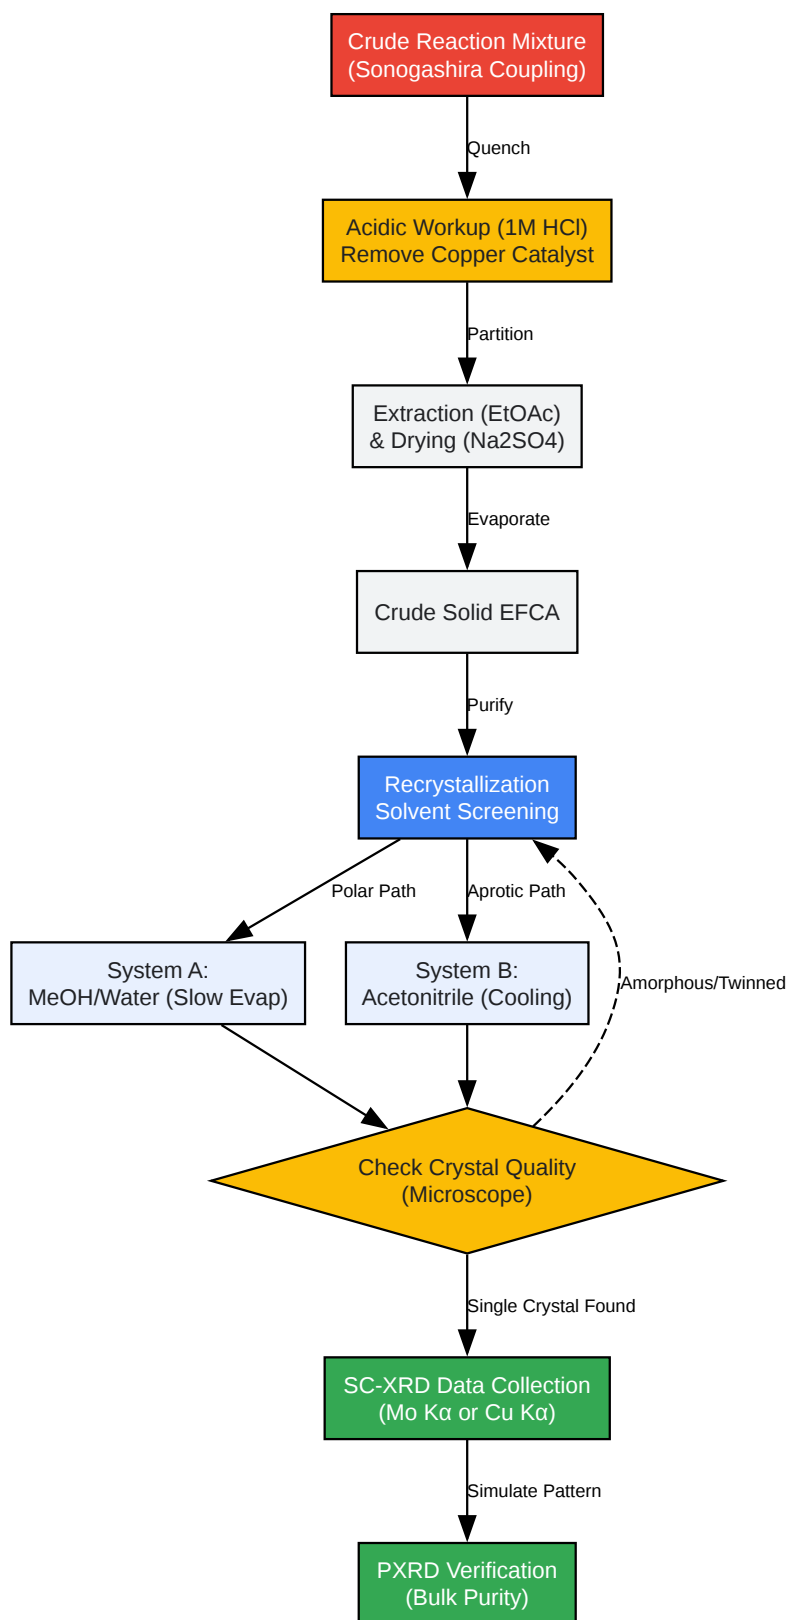 Crude Reaction Mixture
(Sonogashira Coupling)
Quench
Acidic Workup (1M HCl)
Remove Copper Catalyst
Partition
Extraction (EtOAc)
& Drying (Na2SO4)
Evaporate
Crude Solid EFCA
Purify
Recrystallization
Solvent Screening
Polar Path
Aprotic Path
System A:
MeOH/Water (Slow Evap)
System B:
Acetonitrile (Cooling)
Amorphous/Twinned
Check Crystal Quality
(Microscope)
Single Crystal Found
SC-XRD Data Collection
(Mo Kα or Cu Kα)
Simulate Pattern
PXRD Verification
(Bulk Purity)